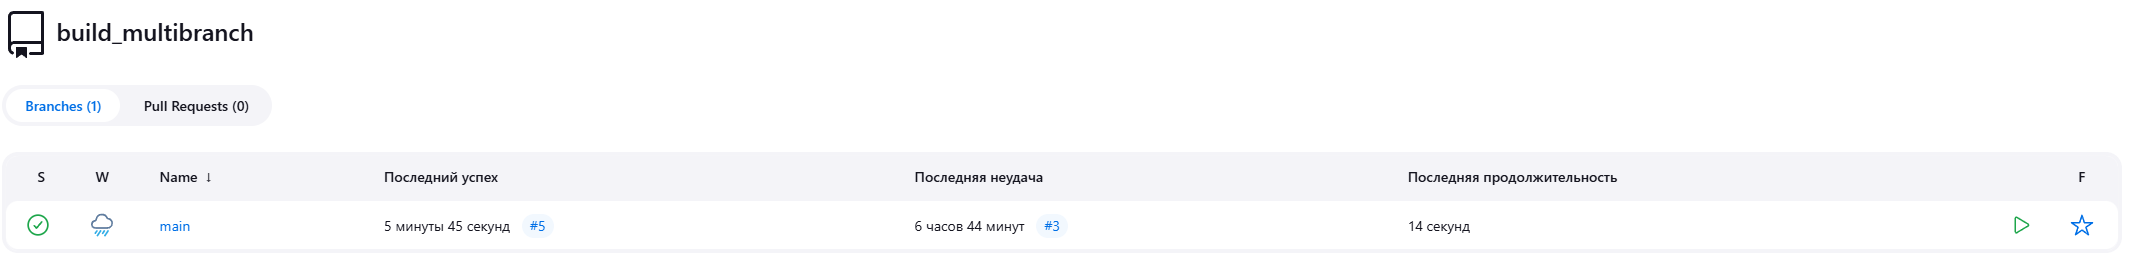 build_multibranch
Branches (1) Pull Requests (0)
S W Name ↓ Последний успех Последняя неудача Последняя продолжительность F
main 5 минуты 45 секунд #5 6 часов 44 минут #3 14 секунд